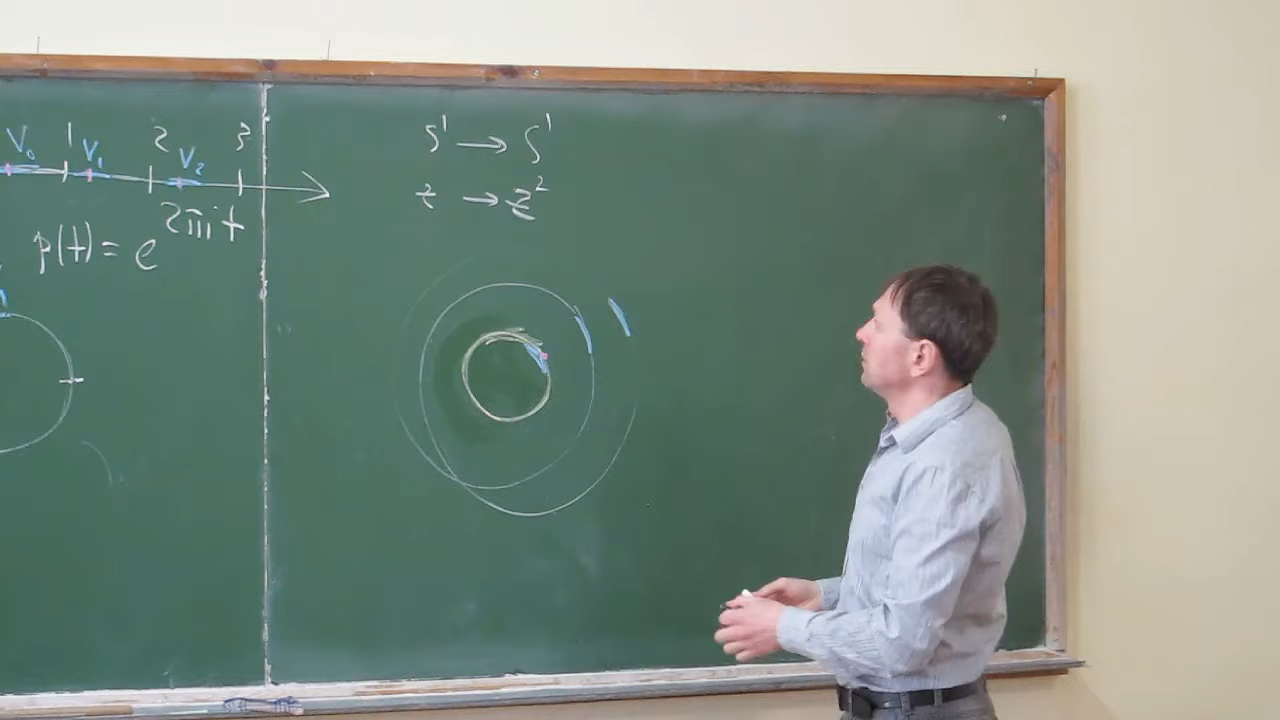 V₀ 1 V₁ 2 V₂ 3
p(t) = e^{2πit}
S¹ → S¹
z → z²